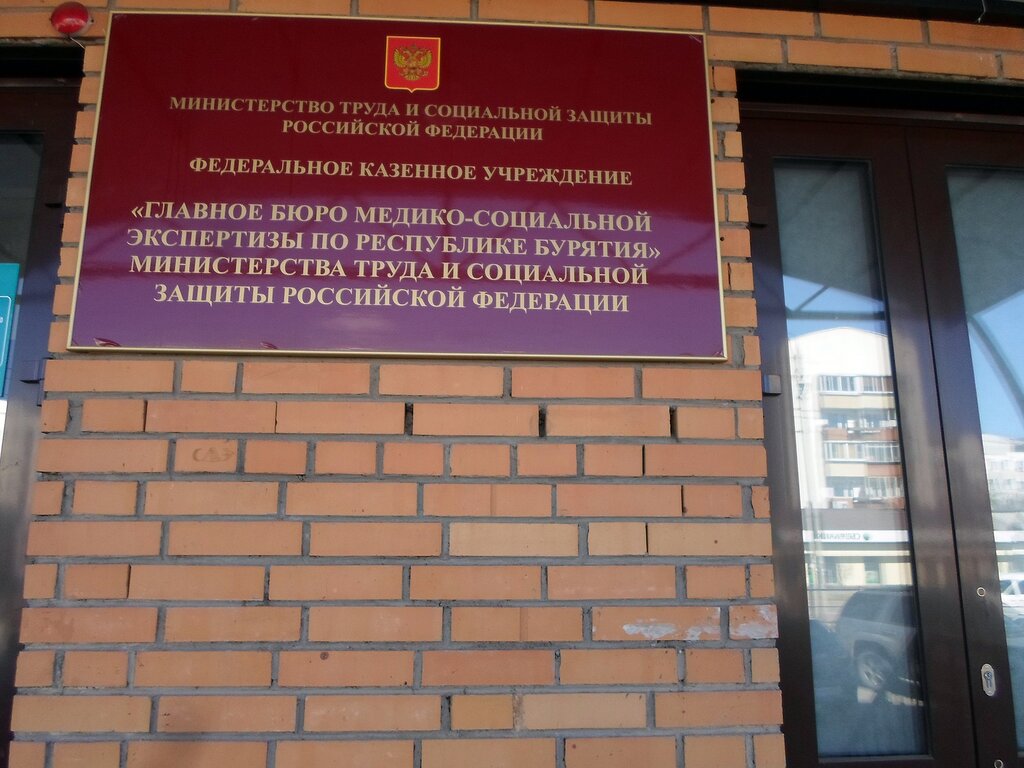 МИНИСТЕРСТВО ТРУДА И СОЦИАЛЬНОЙ ЗАЩИТЫ
РОССИЙСКОЙ ФЕДЕРАЦИИ
ФЕДЕРАЛЬНОЕ КАЗЕННОЕ УЧРЕЖДЕНИЕ
«ГЛАВНОЕ БЮРО МЕДИКО-СОЦИАЛЬНОЙ
ЭКСПЕРТИЗЫ ПО РЕСПУБЛИКЕ БУРЯТИЯ»
МИНИСТЕРСТВА ТРУДА И СОЦИАЛЬНОЙ
ЗАЩИТЫ РОССИЙСКОЙ ФЕДЕРАЦИИ